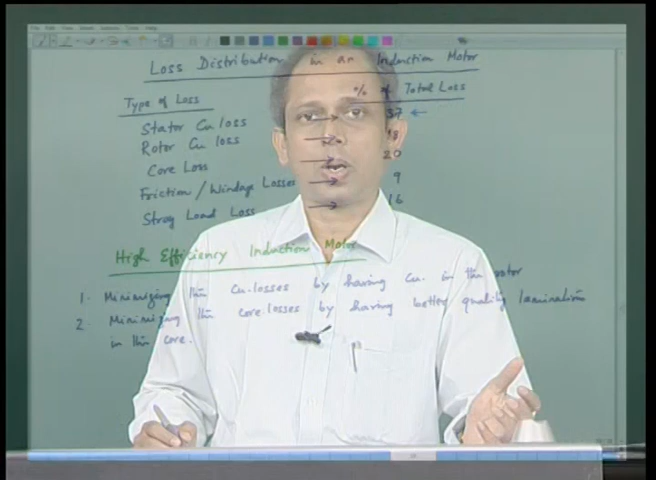 Loss Distribution in an Induction Motor
Type of Loss % of Total Loss
Stator Cu loss 37 ←
Rotor Cu loss → 18
Core Loss → 20
Friction / Windage Losses → 9
Stray Load Loss → 16
High Efficiency Induction Motor
1. Minimizing the Cu-losses by having Cu. in the rotor
2. Minimizing the core-losses by having better quality laminations
in the core.